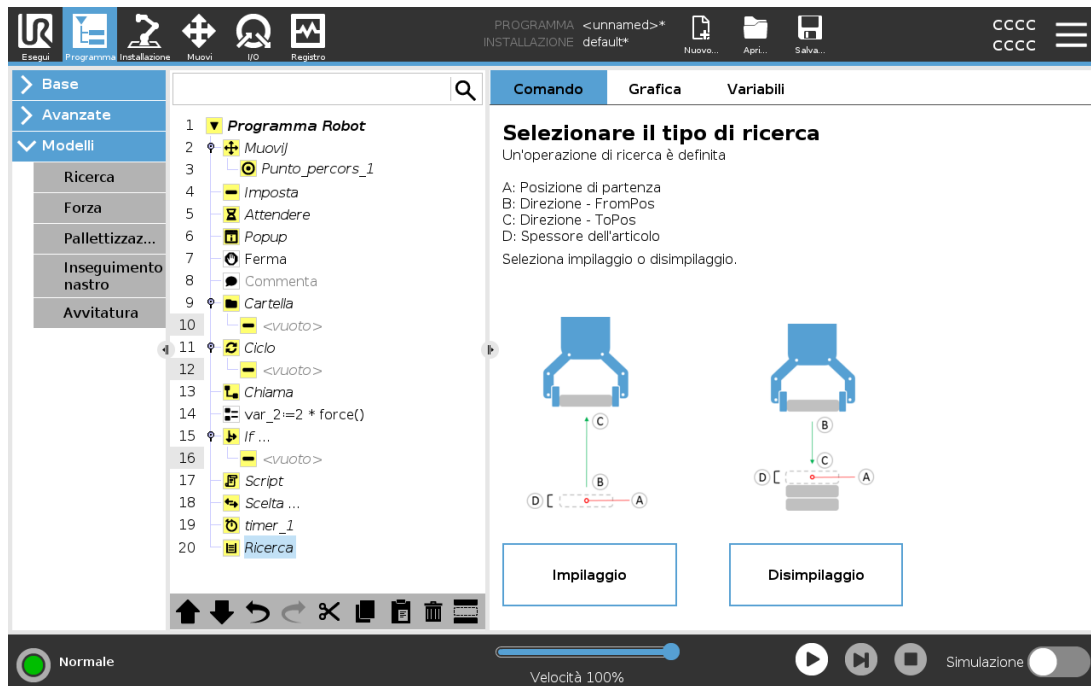 PROGRAMMA <unnamed>*
INSTALLAZIONE default*
CCCC
CCCC
UR
Esegui
Programma
Installazione
Muovi
I/O
Registro
Nuovo...
Apri...
Salva...
Base
Avanzate
Modelli
Ricerca
Forza
Pallettizzaz...
Inseguimento
nastro
Avvitatura
1 Programma Robot
2 MuoviJ
3 Punto_percors_1
4 Imposta
5 Attendere
6 Popup
7 Ferma
8 Commenta
9 Cartella
10 <vuoto>
11 Ciclo
12 <vuoto>
13 Chiama
14 var_2:=2 * force()
15 If ...
16 <vuoto>
17 Script
18 Scelta ...
19 timer_1
20 Ricerca
Comando
Grafica
Variabili
Selezionare il tipo di ricerca
Un'operazione di ricerca è definita
A: Posizione di partenza
B: Direzione - FromPos
C: Direzione - ToPos
D: Spessore dell'articolo
Seleziona impilaggio o disimpilaggio.
C
B
D
A
B
C
D
A
Impilaggio
Disimpilaggio
Normale
Velocità 100%
Simulazione